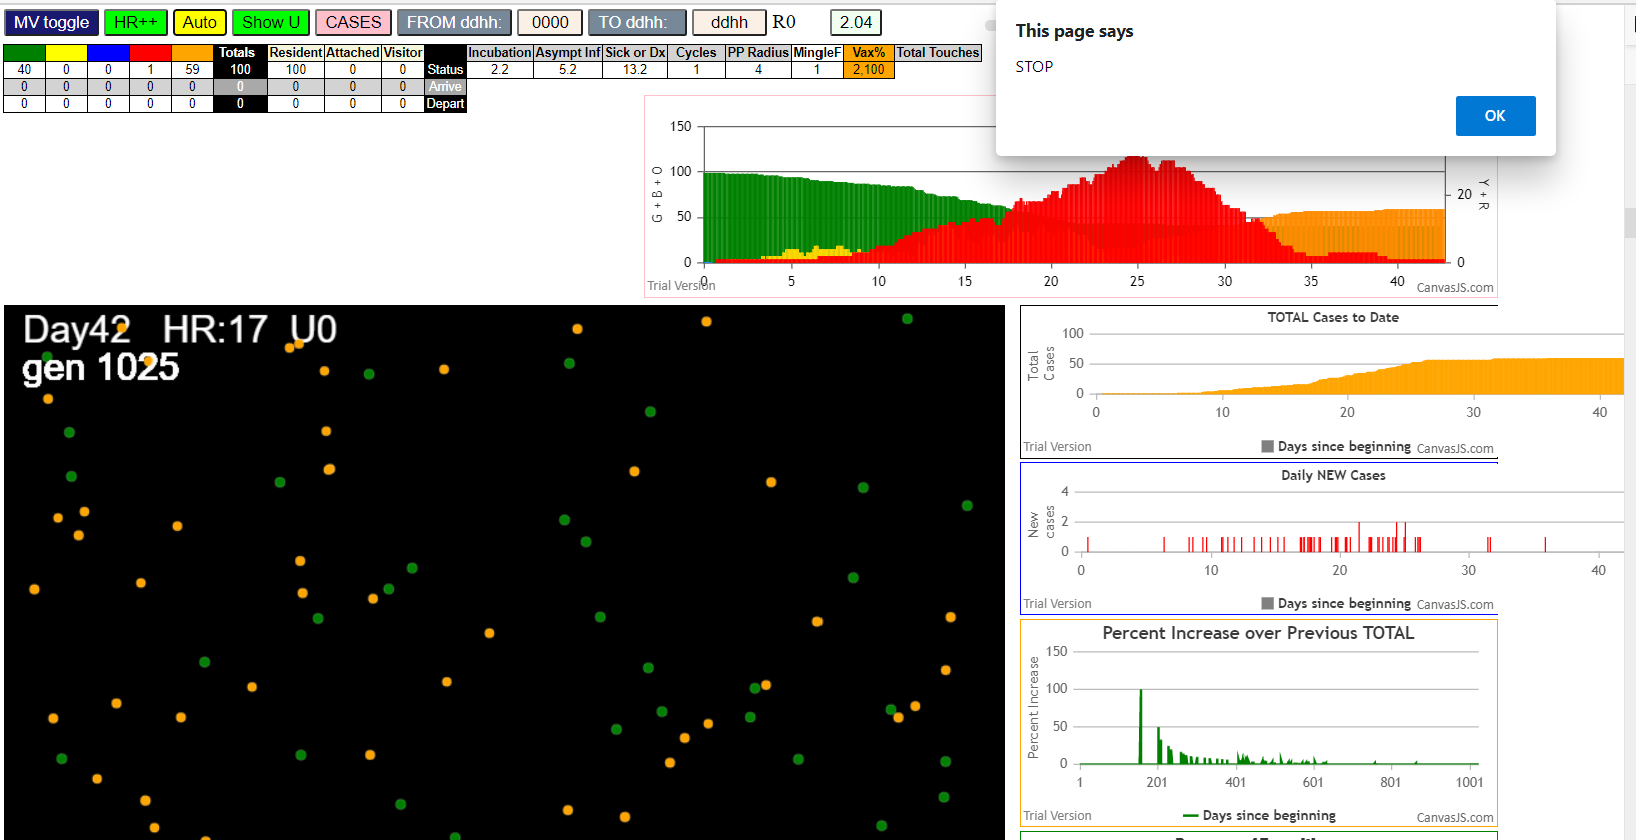 MV toggle HR++ Auto Show U CASES FROM ddhh: 0000 TO ddhh: ddhh R0 2.04
This page says
STOP
OK
Totals Resident Attached Visitor Incubation Asympt Inf Sick or Dx Cycles PP Radius MingleF Vax% Total Touches
40 0 0 1 59 100 100 0 0 Status 2.2 5.2 13.2 1 4 1 2,100
0 0 0 0 0 0 0 0 0 Arrive
0 0 0 0 0 0 0 0 0 Depart
G + B + O
150
100
50
0
Y + R
20
0
0 5 10 15 20 25 30 35 40
Trial Version
CanvasJS.com
Day42 HR:17 U0
gen 1025
TOTAL Cases to Date
Total
Cases
100
50
0
0 10 20 30 40
Days since beginning
Trial Version
CanvasJS.com
Daily NEW Cases
New
cases
4
2
0
0 10 20 30 40
Days since beginning
Trial Version
CanvasJS.com
Percent Increase over Previous TOTAL
Percent Increase
150
100
50
0
1 201 401 601 801 1001
Days since beginning
Trial Version
CanvasJS.com